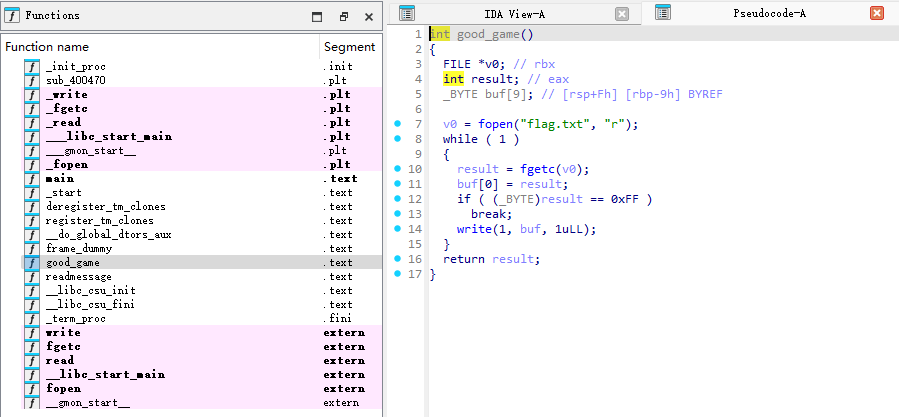 Functions
Function name Segment
_init_proc .init
sub_400470 .plt
_write .plt
_fgetc .plt
_read .plt
___libc_start_main .plt
___gmon_start__ .plt
_fopen .plt
main .text
_start .text
deregister_tm_clones .text
register_tm_clones .text
__do_global_dtors_aux .text
frame_dummy .text
good_game .text
readmessage .text
__libc_csu_init .text
__libc_csu_fini .text
_term_proc .fini
write extern
fgetc extern
read extern
__libc_start_main extern
fopen extern
__gmon_start__ extern
IDA View-A Pseudocode-A
1 int good_game()
2 {
3 FILE *v0; // rbx
4 int result; // eax
5 _BYTE buf[9]; // [rsp+Fh] [rbp-9h] BYREF
6
7 v0 = fopen("flag.txt", "r");
8 while ( 1 )
9 {
10 result = fgetc(v0);
11 buf[0] = result;
12 if ( (_BYTE)result == 0xFF )
13 break;
14 write(1, buf, 1uLL);
15 }
16 return result;
17 }